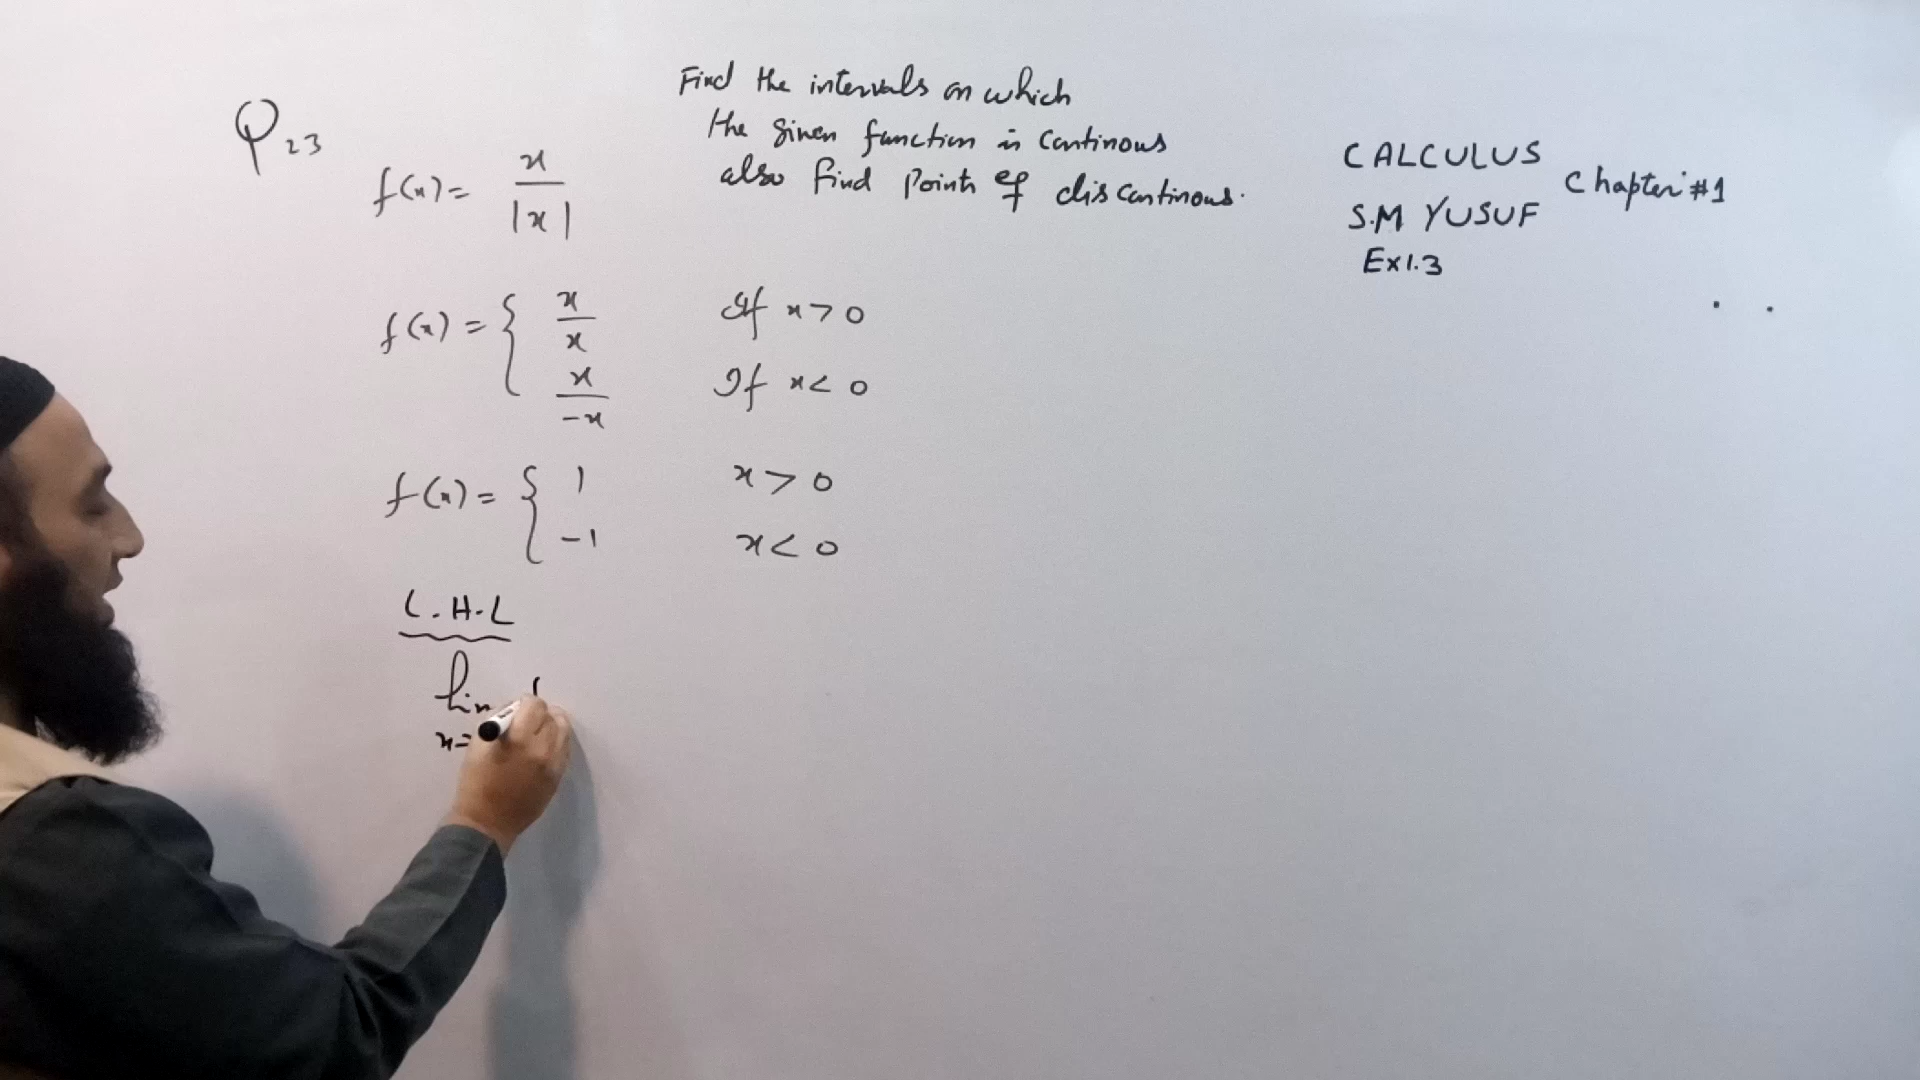 Find the intervals on which
the given function is Continous
also find Points of discontinous.
Q23
f(x) = x / |x|
CALCULUS
Chapter #1
S.M YUSUF
Ex1.3
f(x) = { x/x If x > 0
x/-x If x < 0
f(x) = { 1 x > 0
-1 x < 0
L.H.L
lim
x